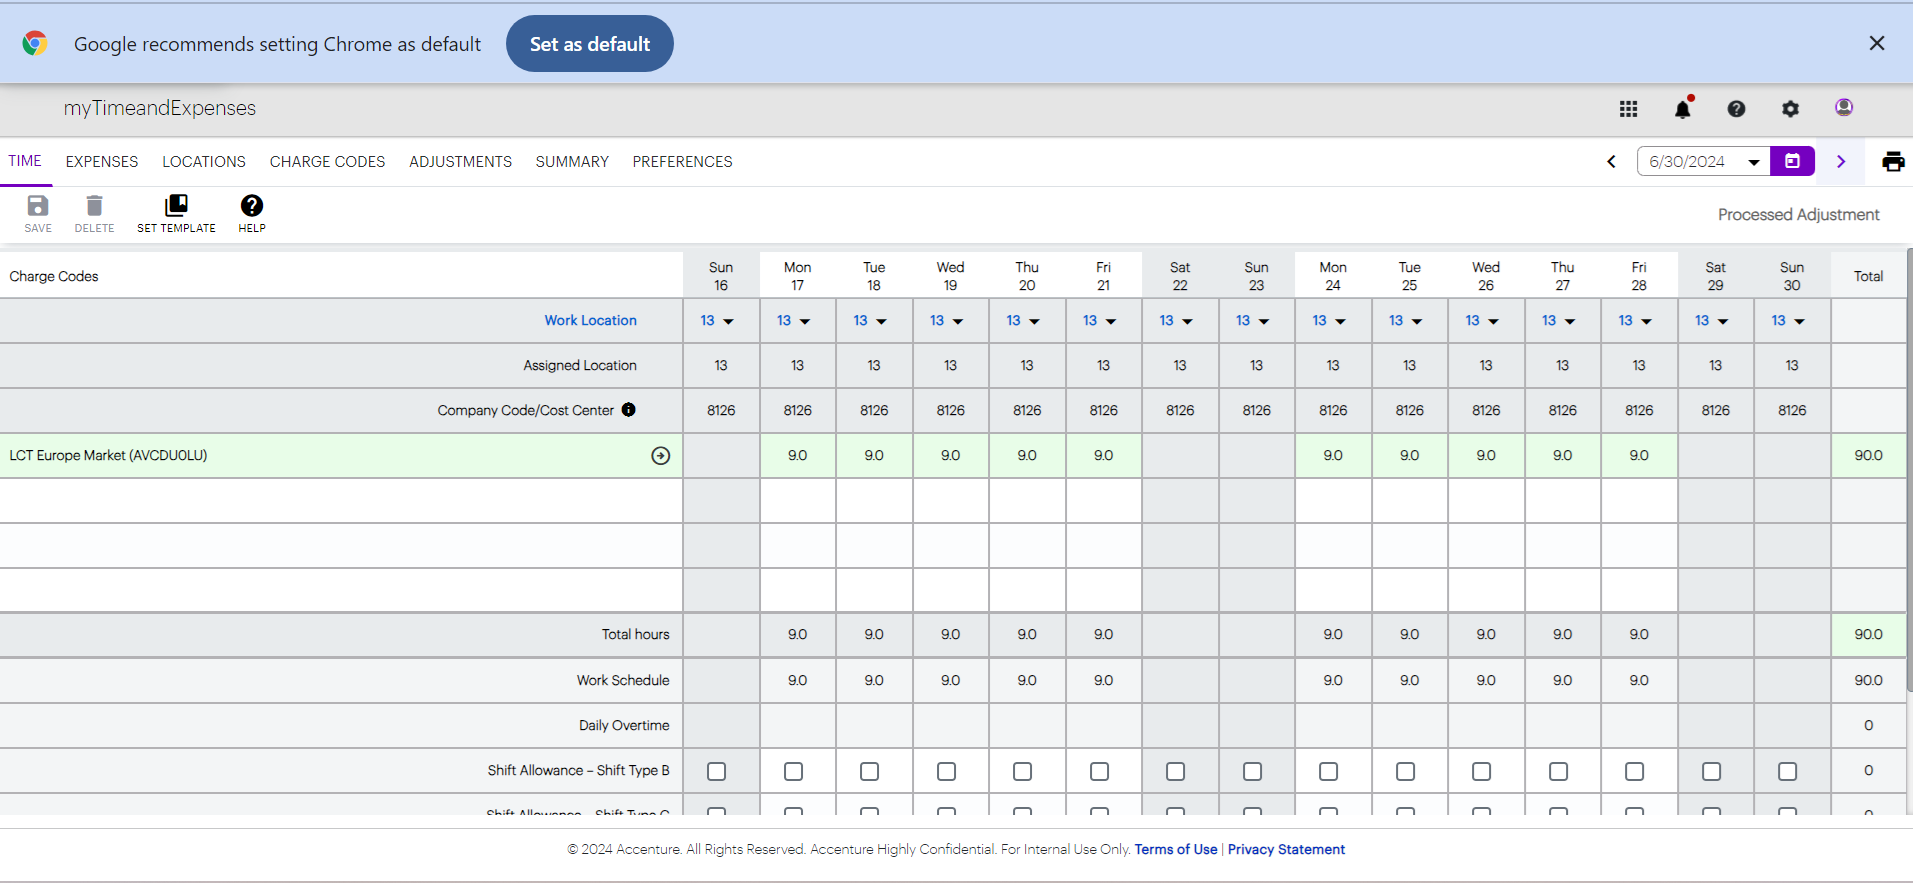 Google recommends setting Chrome as default Set as default
myTimeandExpenses
TIME EXPENSES LOCATIONS CHARGE CODES ADJUSTMENTS SUMMARY PREFERENCES 6/30/2024
SAVE DELETE SET TEMPLATE HELP Processed Adjustment
Charge Codes Sun 16 Mon 17 Tue 18 Wed 19 Thu 20 Fri 21 Sat 22 Sun 23 Mon 24 Tue 25 Wed 26 Thu 27 Fri 28 Sat 29 Sun 30 Total
Work Location 13 13 13 13 13 13 13 13 13 13 13 13 13 13 13
Assigned Location 13 13 13 13 13 13 13 13 13 13 13 13 13 13 13
Company Code/Cost Center 8126 8126 8126 8126 8126 8126 8126 8126 8126 8126 8126 8126 8126 8126 8126
LCT Europe Market (AVCDU0LU) 9.0 9.0 9.0 9.0 9.0 9.0 9.0 9.0 9.0 9.0 90.0
Total hours 9.0 9.0 9.0 9.0 9.0 9.0 9.0 9.0 9.0 9.0 90.0
Work Schedule 9.0 9.0 9.0 9.0 9.0 9.0 9.0 9.0 9.0 9.0 90.0
Daily Overtime 0
Shift Allowance – Shift Type B 0
Shift Allowance – Shift Type C 0
© 2024 Accenture. All Rights Reserved. Accenture Highly Confidential. For Internal Use Only. Terms of Use | Privacy Statement